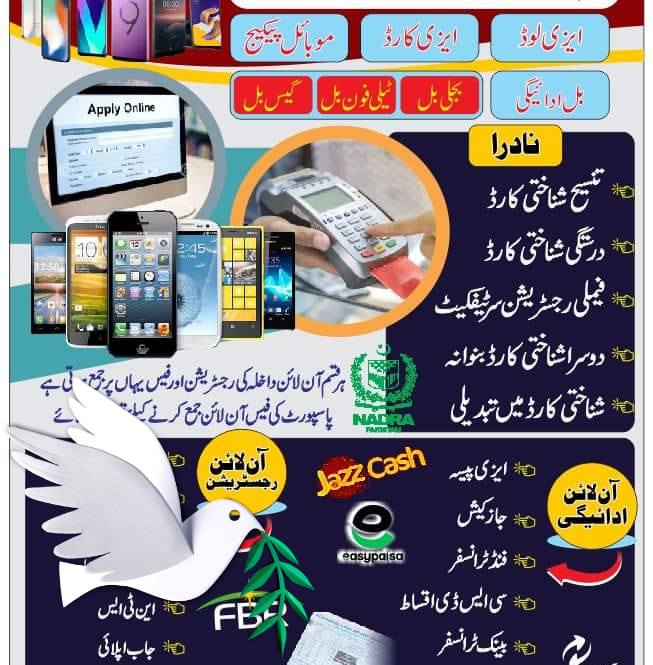 ایزی لوڈ
ایزی کارڈ
موبائل پیکیج
بل ادائیگی
بجلی بل
ٹیلی فون بل
گیس بل
Apply Online
نادرا
تنسیخ شناختی کارڈ
درستگی شناختی کارڈ
فیملی رجسٹریشن سرٹیفکیٹ
دوسرا شناختی کارڈ بنوانہ
شناختی کارڈ میں تبدیلی
ہر قسم آن لائن داخلہ کی رجسٹریشن اور فیس یہاں پر جمع ہوتی ہے
پاسپورٹ کی فیس آن لائن جمع کرنے کیلئے
NADRA
PAKISTAN
آن لائن
ادائیگی
ایزی پیسہ
جاز کیش
فنڈ ٹرانسفر
سی ایس ڈی اقساط
بینک ٹرانسفر
Jazz Cash
easypaisa
آن لائن
رجسٹریشن
FBR
این ٹی ایس
جاب اپلائی